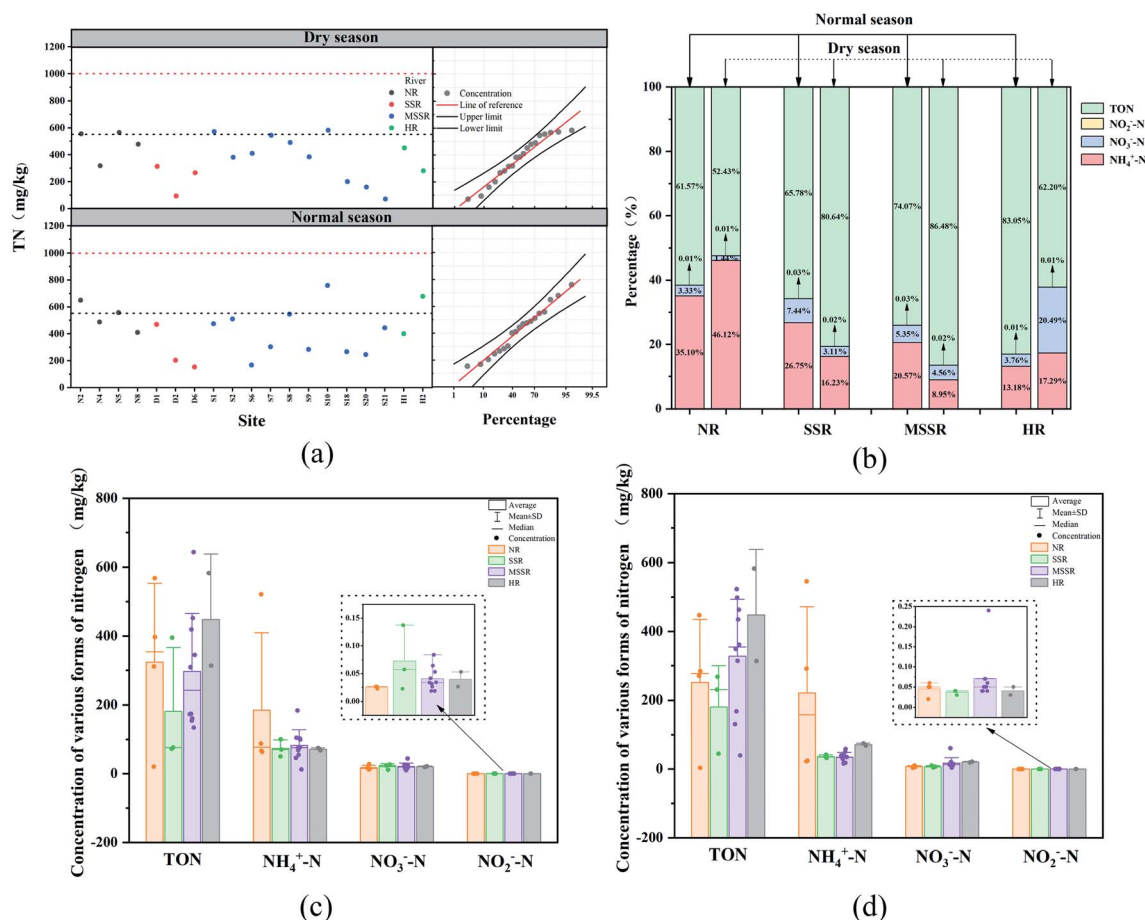 Dry season
1200
1000
800
600
400
200
0
River
NR
SSR
MSSR
HR
Concentration
Line of reference
Upper limit
Lower limit
TN（mg/kg）
Normal season
1200
1000
800
600
400
200
0
N2 N4 N5 N8 D1 D2 D6 S1 S2 S6 S7 S8 S9 S10 S18 S20 S21 H1 H2
1 10 40 70 95 99.5
Site
Percentage
(a)
Normal season
Dry season
Percentage（%）
100
80
60
40
20
0
TON
NO₂⁻-N
NO₃⁻-N
NH₄⁺-N
61.57%
0.01%
3.33%
35.10%
52.43%
0.01%
46.12%
65.78%
0.03%
7.44%
26.75%
80.64%
0.02%
3.11%
16.23%
74.07%
0.03%
5.35%
20.57%
86.48%
0.02%
4.56%
8.95%
83.05%
0.01%
3.76%
13.18%
62.20%
0.01%
20.49%
17.29%
NR SSR MSSR HR
(b)
Concentration of various forms of nitrogen （mg/kg）
800
600
400
200
0
-200
Average
Mean±SD
Median
Concentration
NR
SSR
MSSR
HR
0.15
0.10
0.05
0.00
TON NH₄⁺-N NO₃⁻-N NO₂⁻-N
(c)
Concentration of various forms of nitrogen （mg/kg）
800
600
400
200
0
-200
Average
Mean±SD
Median
Concentration
NR
SSR
MSSR
HR
0.25
0.20
0.15
0.10
0.05
0.00
TON NH₄⁺-N NO₃⁻-N NO₂⁻-N
(d)